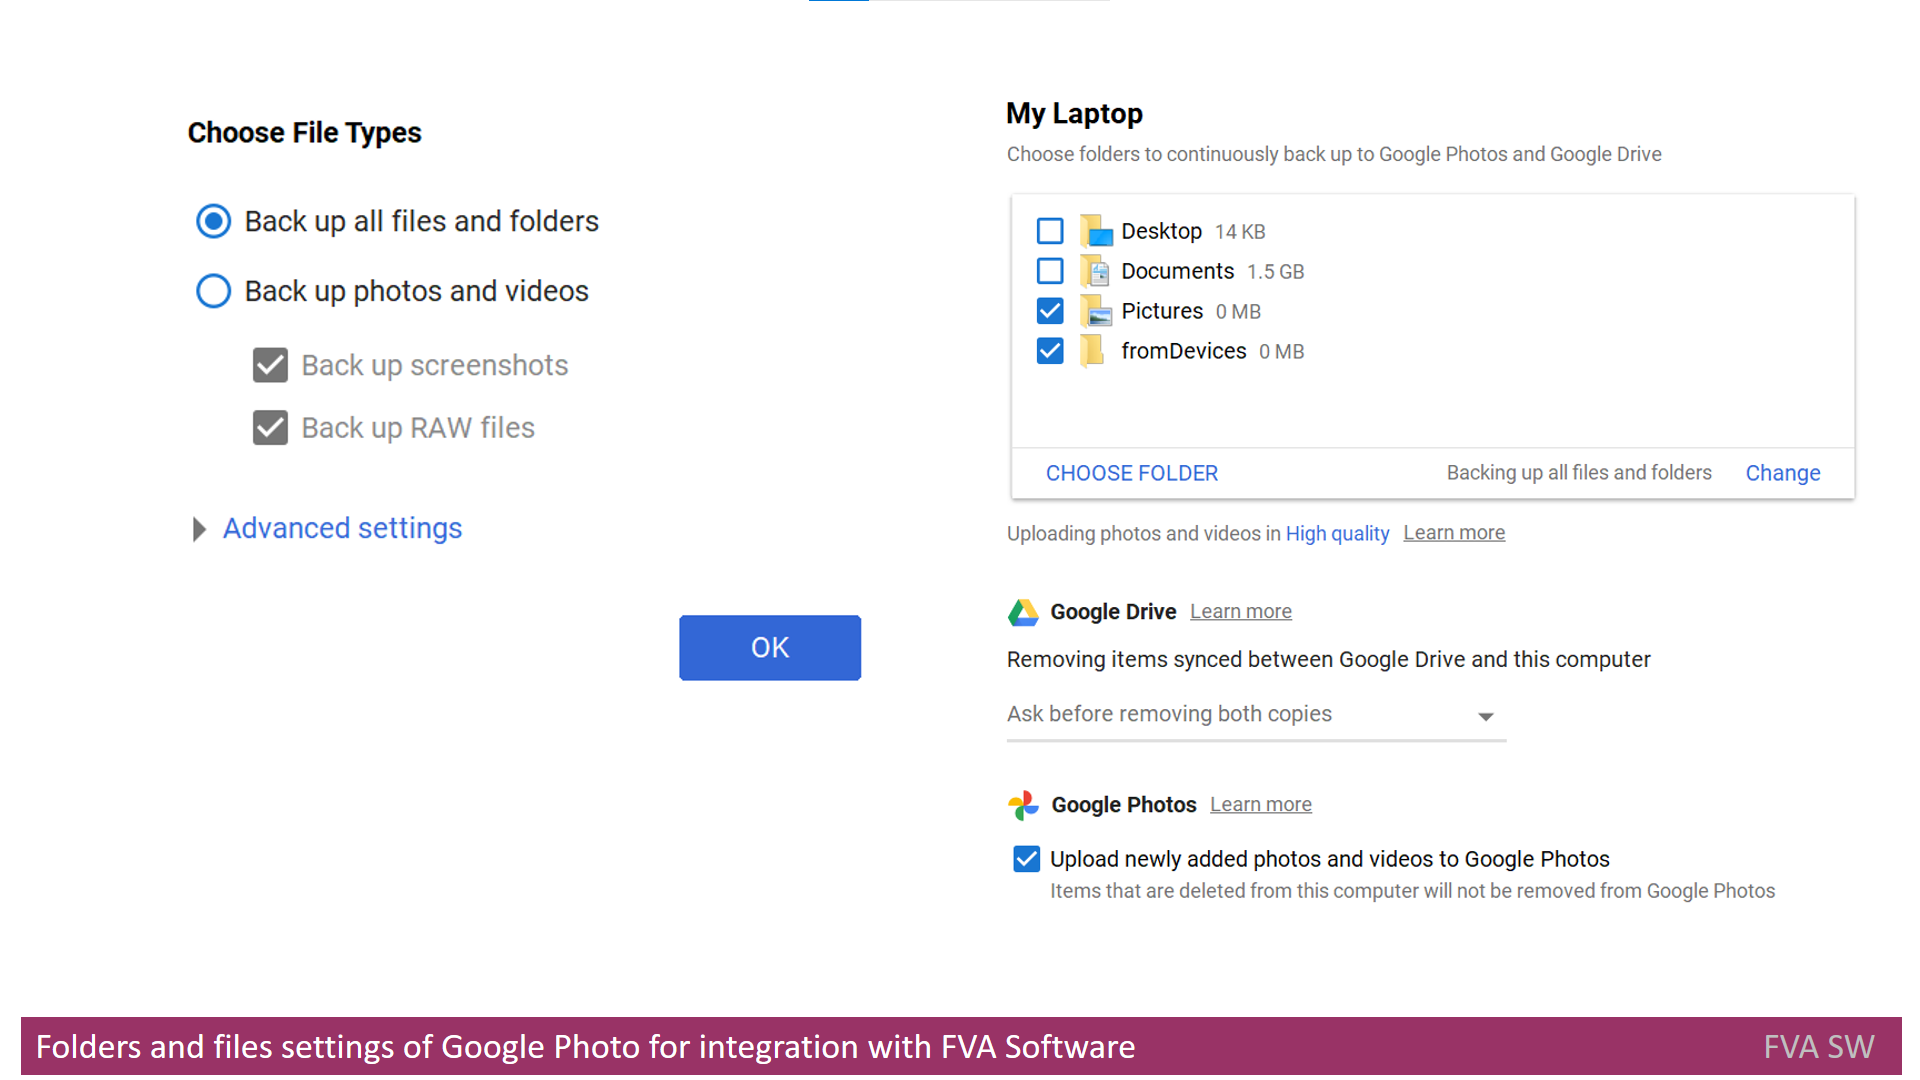 Choose File Types
Back up all files and folders
Back up photos and videos
Back up screenshots
Back up RAW files
Advanced settings
OK
My Laptop
Choose folders to continuously back up to Google Photos and Google Drive
Desktop 14 KB
Documents 1.5 GB
Pictures 0 MB
fromDevices 0 MB
CHOOSE FOLDER Backing up all files and folders Change
Uploading photos and videos in High quality Learn more
Google Drive Learn more
Removing items synced between Google Drive and this computer
Ask before removing both copies
Google Photos Learn more
Upload newly added photos and videos to Google Photos
Items that are deleted from this computer will not be removed from Google Photos
Folders and files settings of Google Photo for integration with FVA Software FVA SW